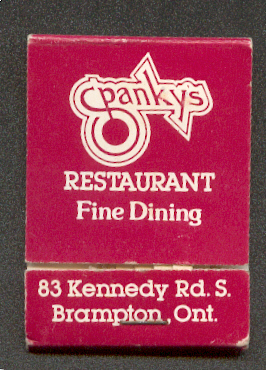 Spanky's
RESTAURANT
Fine Dining
83 Kennedy Rd. S.
Brampton, Ont.